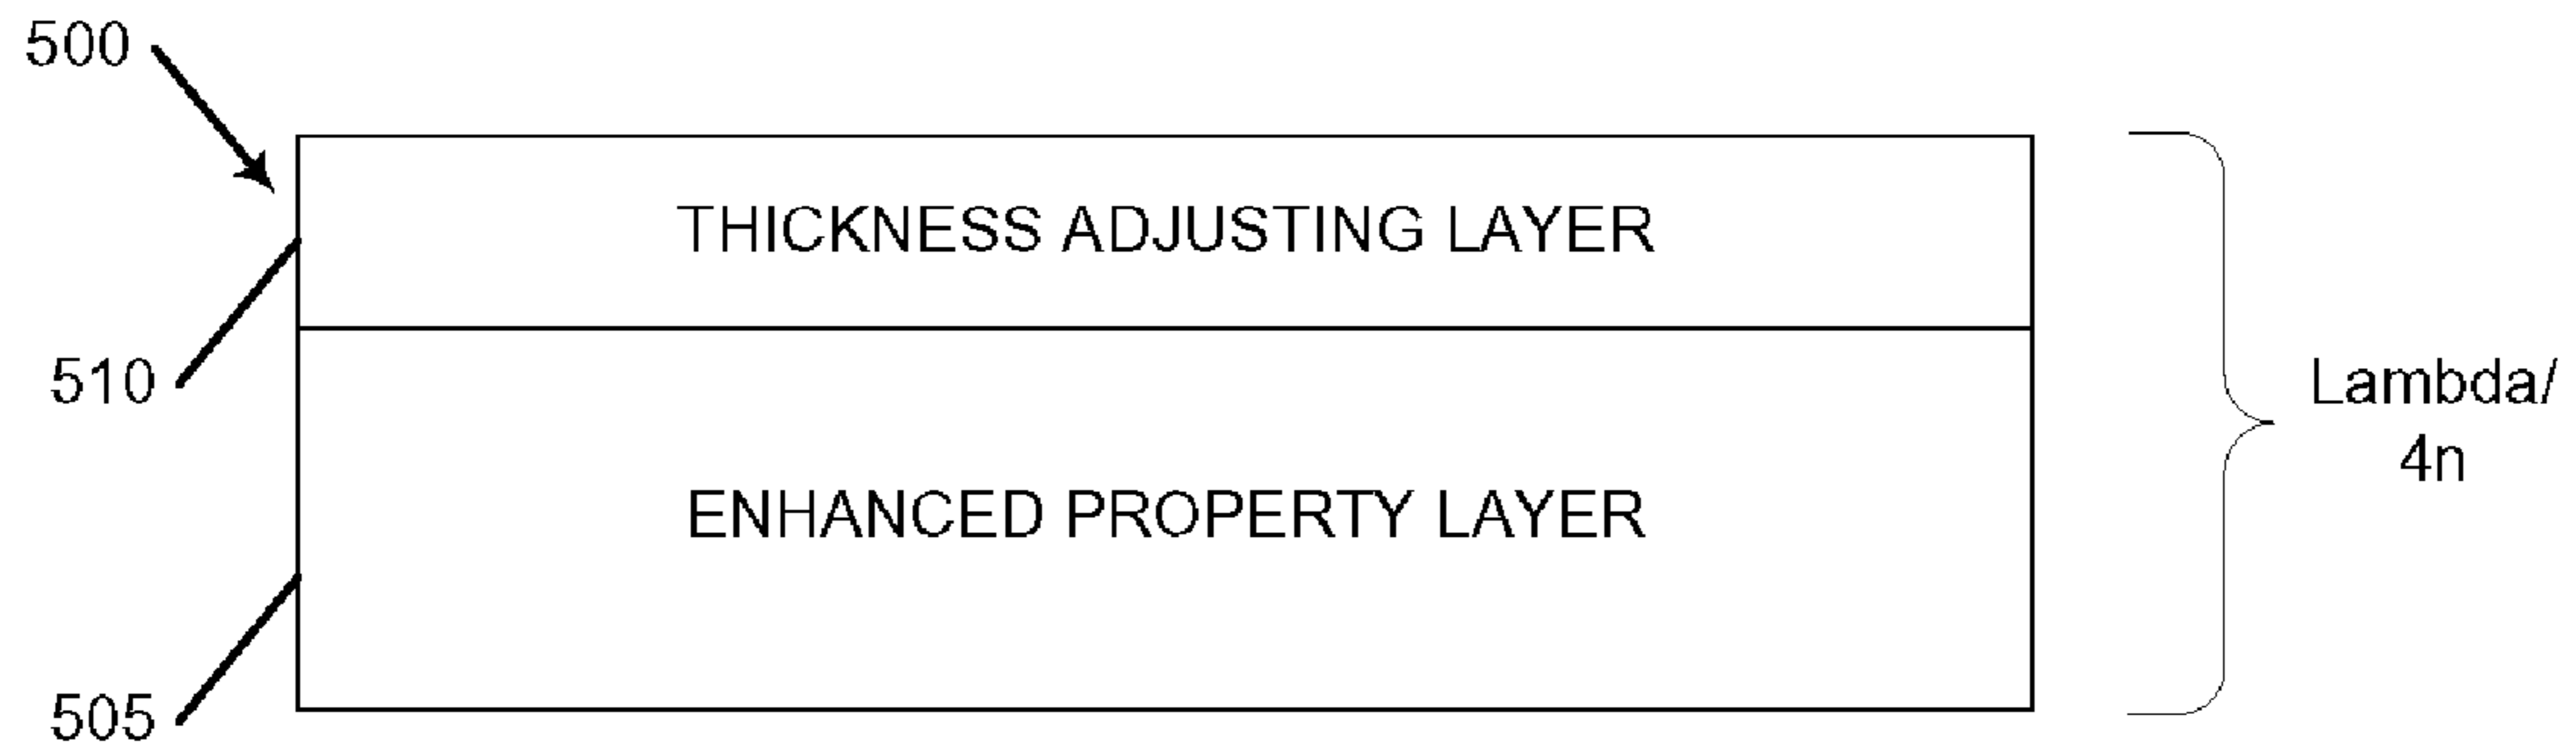 500
THICKNESS ADJUSTING LAYER
510
Lambda/
4n
ENHANCED PROPERTY LAYER
505